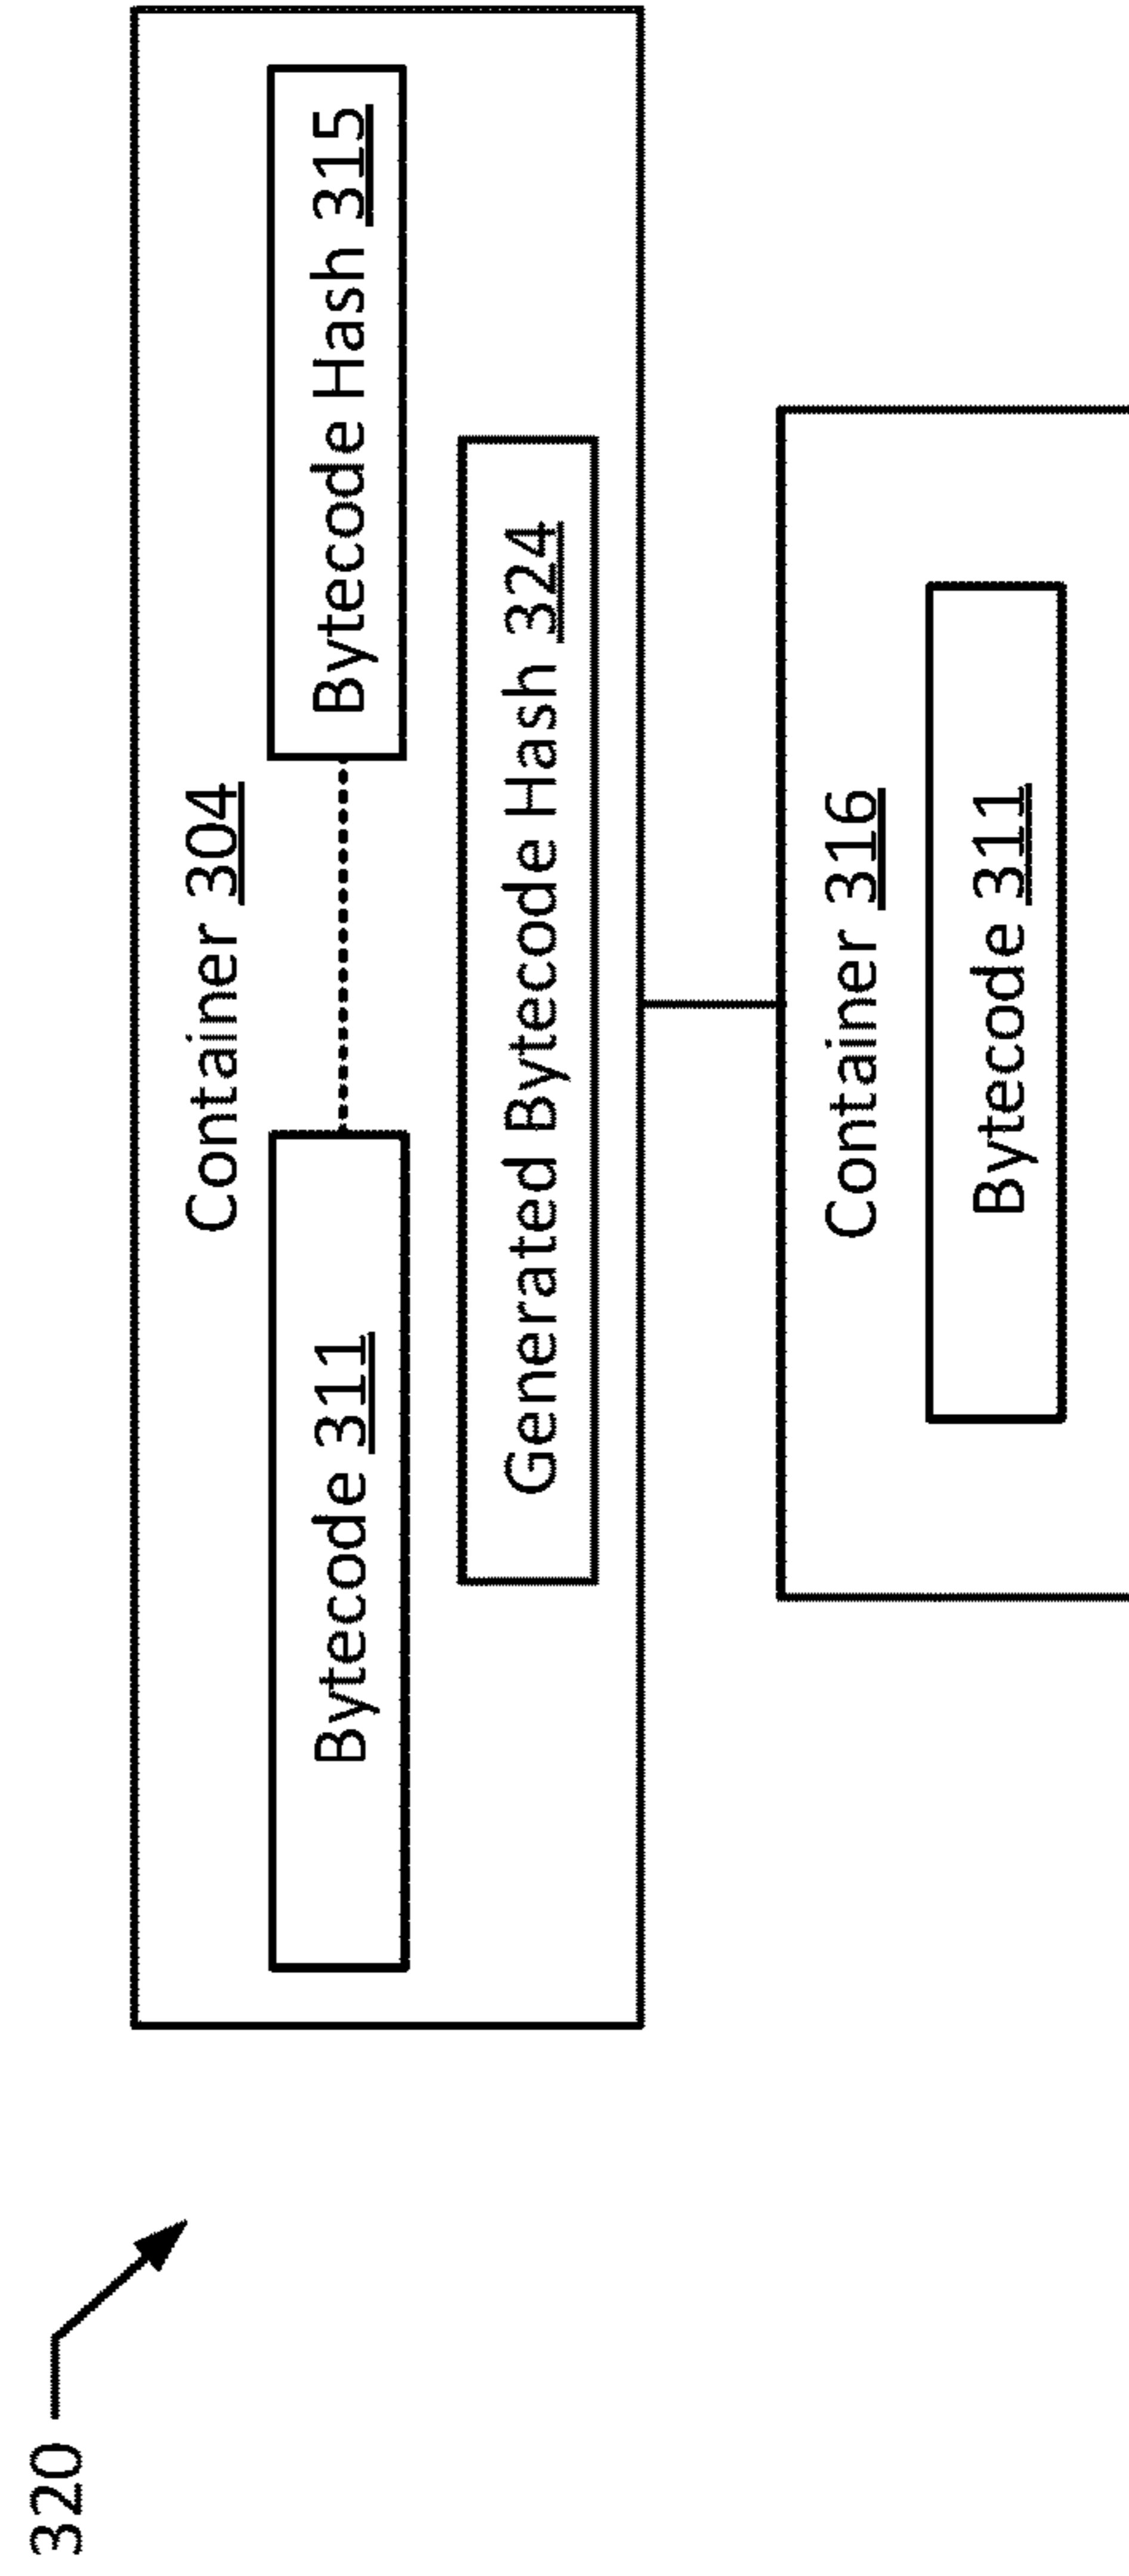 320
Container 304
Bytecode 311
Bytecode Hash 315
Generated Bytecode Hash 324
Container 316
Bytecode 311